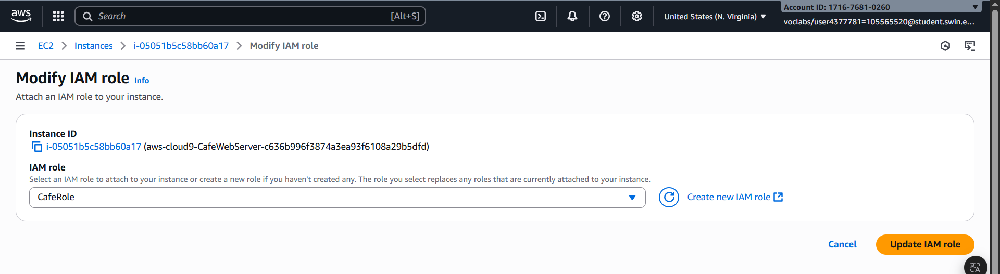 aws
Search
[Alt+S]
United States (N. Virginia)
Account ID: 1716-7681-0260
voclabs/user4377781=105565520@student.swin.e...
EC2
Instances
i-05051b5c58bb60a17
Modify IAM role
Modify IAM role Info
Attach an IAM role to your instance.
Instance ID
i-05051b5c58bb60a17 (aws-cloud9-CafeWebServer-c636b996f3874a3ea93f6108a29b5dfd)
IAM role
Select an IAM role to attach to your instance or create a new role if you haven't created any. The role you select replaces any roles that are currently attached to your instance.
CafeRole
Create new IAM role
Cancel
Update IAM role
文A